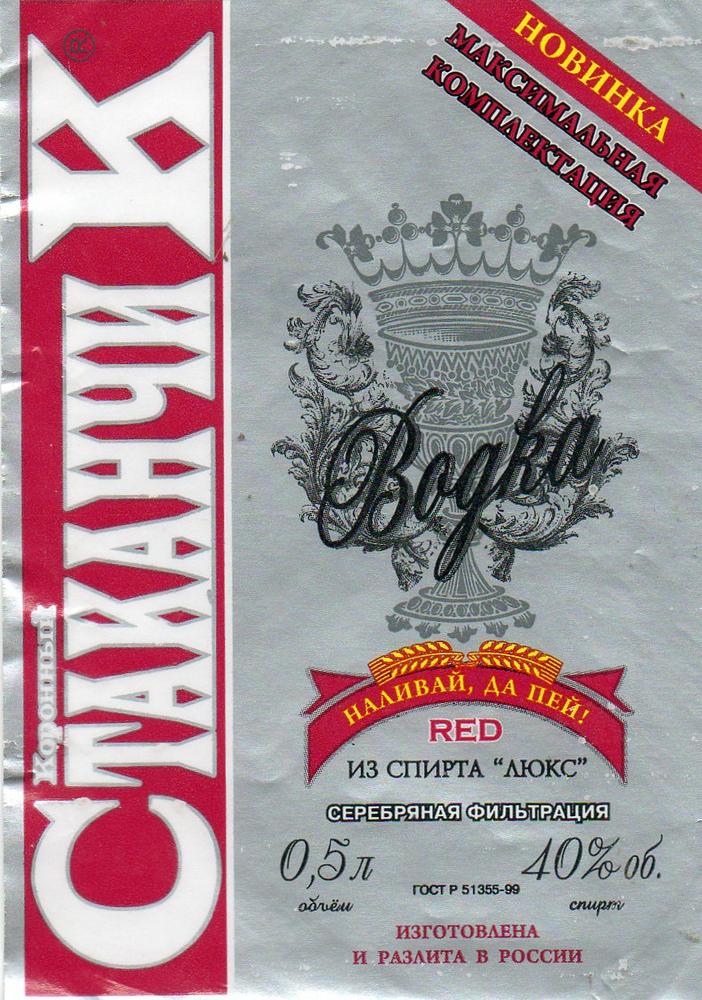 Коронный
СТАКАНЧИК
®
НОВИНКА
МАКСИМАЛЬНАЯ
КОМПЛЕКТАЦИЯ
Водка
НАЛИВАЙ, ДА ПЕЙ!
RED
ИЗ СПИРТА "ЛЮКС"
СЕРЕБРЯНАЯ ФИЛЬТРАЦИЯ
0,5л 40% об.
объём ГОСТ Р 51355-99 спирт
ИЗГОТОВЛЕНА
И РАЗЛИТА В РОССИИ